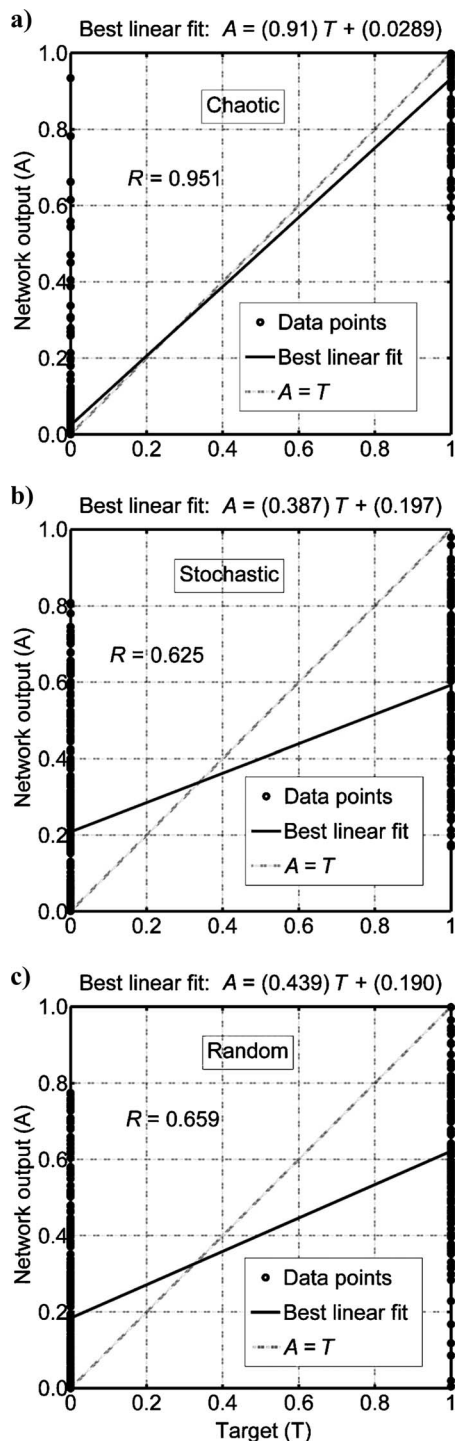 a)
Best linear fit: A = (0.91) T + (0.0289)
1.0
Chaotic
0.8
R = 0.951
0.6
Network output (A)
0.4
Data points
Best linear fit
0.2
A = T
0.0
0 0.2 0.4 0.6 0.8 1
b)
Best linear fit: A = (0.387) T + (0.197)
1.0
Stochastic
0.8
R = 0.625
0.6
Network output (A)
0.4
Data points
0.2
Best linear fit
A = T
0.0
0 0.2 0.4 0.6 0.8 1
c)
Best linear fit: A = (0.439) T + (0.190)
1.0
Random
0.8
R = 0.659
0.6
Network output (A)
0.4
Data points
0.2
Best linear fit
A = T
0.0
0 0.2 0.4 0.6 0.8 1
Target (T)